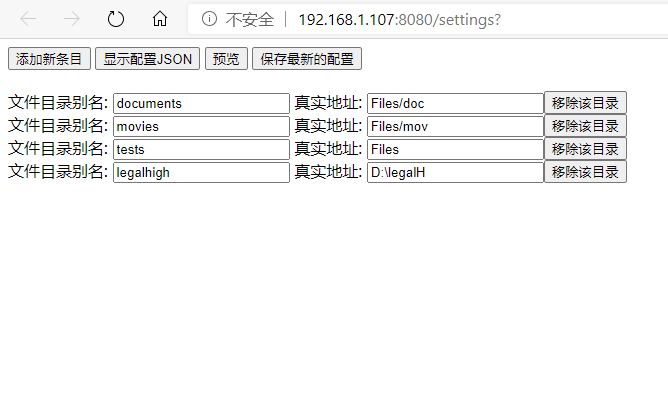 不安全 192.168.1.107:8080/settings?
添加新条目 显示配置JSON 预览 保存最新的配置
文件目录别名: documents 真实地址: Files/doc 移除该目录
文件目录别名: movies 真实地址: Files/mov 移除该目录
文件目录别名: tests 真实地址: Files 移除该目录
文件目录别名: legalhigh 真实地址: D:\legalH 移除该目录